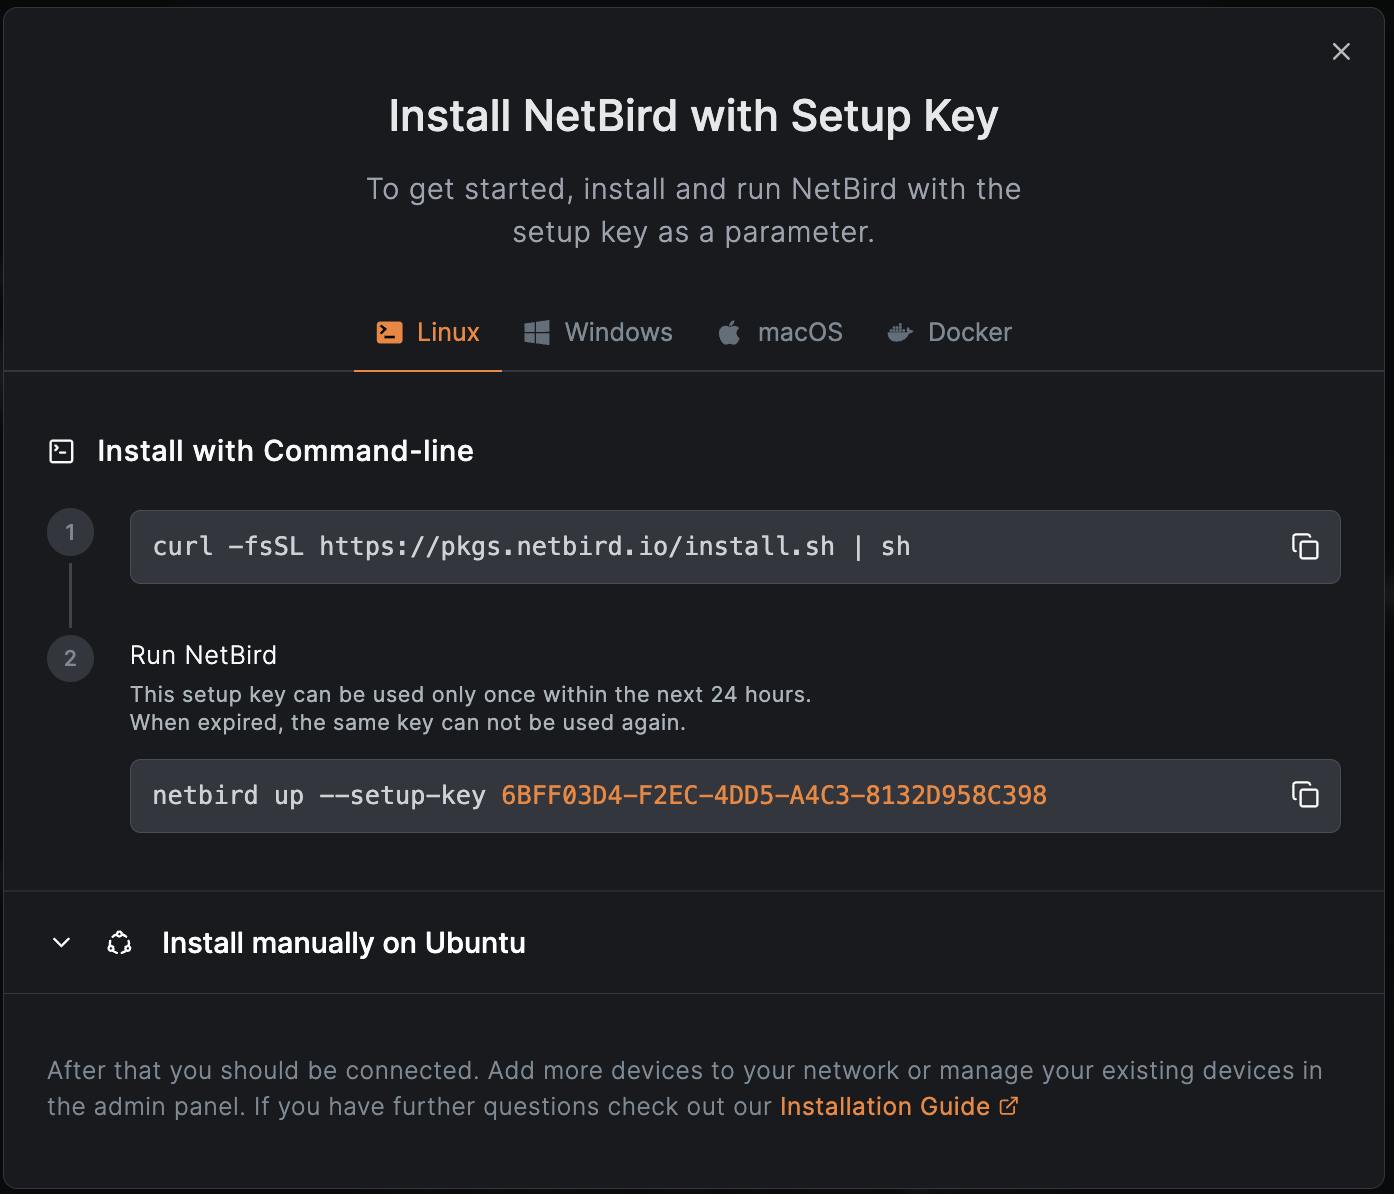 Install NetBird with Setup Key
To get started, install and run NetBird with the
setup key as a parameter.
Linux Windows macOS Docker
Install with Command-line
1
curl -fsSL https://pkgs.netbird.io/install.sh | sh
2
Run NetBird
This setup key can be used only once within the next 24 hours.
When expired, the same key can not be used again.
netbird up --setup-key 6BFF03D4-F2EC-4DD5-A4C3-8132D958C398
Install manually on Ubuntu
After that you should be connected. Add more devices to your network or manage your existing devices in
the admin panel. If you have further questions check out our Installation Guide